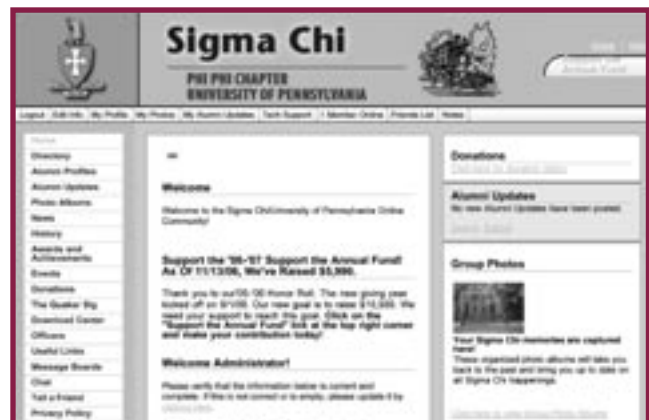 Sigma Chi
PHI PHI CHAPTER
UNIVERSITY OF PENNSYLVANIA
Logout Edit Info My Profile My Photos My Alumni Updates Tech Support 1 Member Online Friends List Notes
Home
Directory
Alumni Profiles
Alumni Updates
Photo Albums
News
History
Awards and
Achievements
Events
Donations
The Quaker Sig
Download Center
Officers
Useful Links
Message Boards
Chat
Tell a Friend
Privacy Policy
Welcome
Welcome to the Sigma Chi/University of Pennsylvania Online
Community!
Support the '06-'07 Support the Annual Fund!
As Of 11/13/06, We've Raised $5,990.
Thank you to our '05-'06 Honor Roll. The new giving year
kicked off on 9/1/06. Our new goal is to raise
need your support to reach this goal. Click on the
"Support the Annual Fund" link at the top right corner
and make your contribution today!
Welcome Administrator!
Please verify that the information below is current and
complete. If this is not correct or is empty, please update it by
Donations
Alumni Updates
No new Alumni Updates have been posted.
Group Photos
Your Sigma Chi memories are captured
here!
These organized photo albums will take you
back to the past and bring you up to date on
all Sigma Chi happenings.